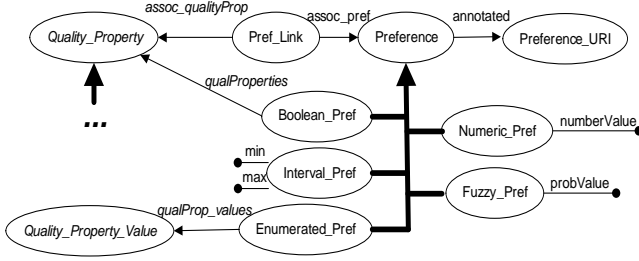 assoc_qualityProp
assoc_pref
annotated
Quality_Property
Pref_Link
Preference
Preference_URI
qualProperties
...
Boolean_Pref
Numeric_Pref
numberValue
min
Interval_Pref
max
Fuzzy_Pref
probValue
qualProp_values
Quality_Property_Value
Enumerated_Pref